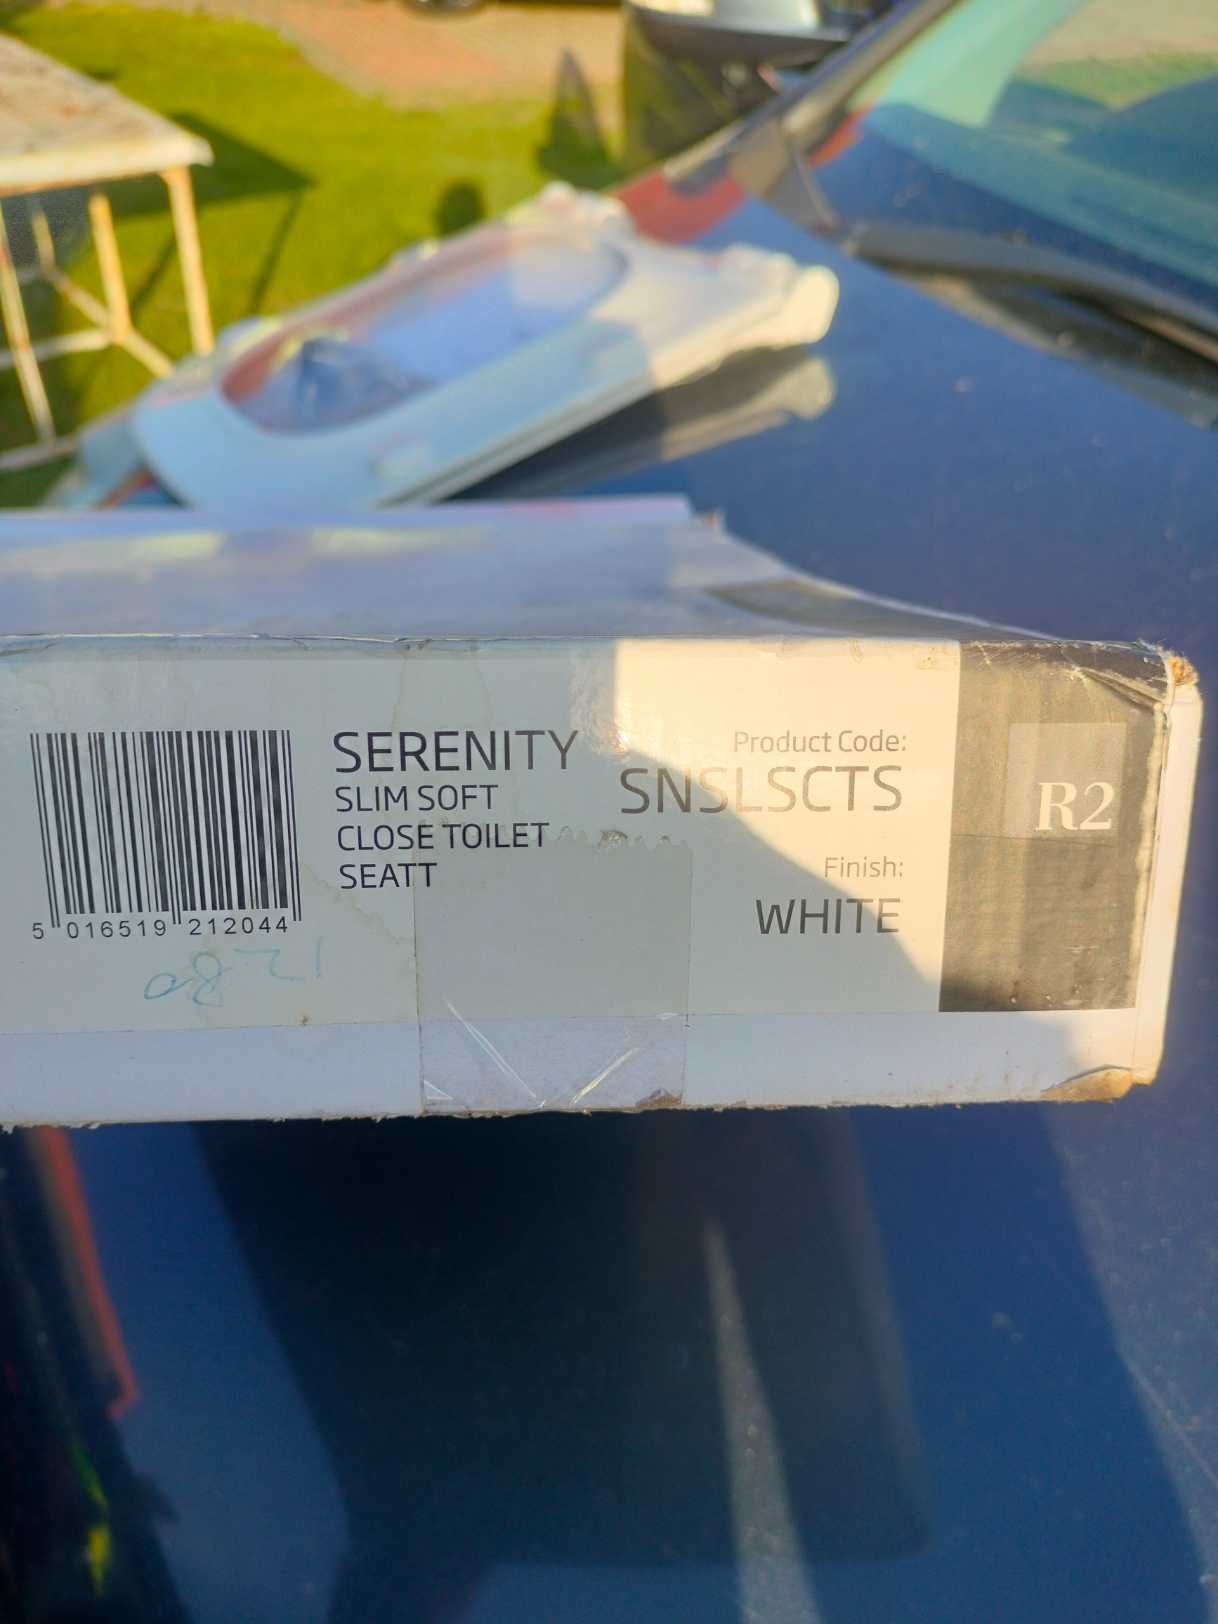 SERENITY
SLIM SOFT
CLOSE TOILET
SEATT
5 016519 212044
Product Code:
SNSLSCTS
Finish:
WHITE
R2